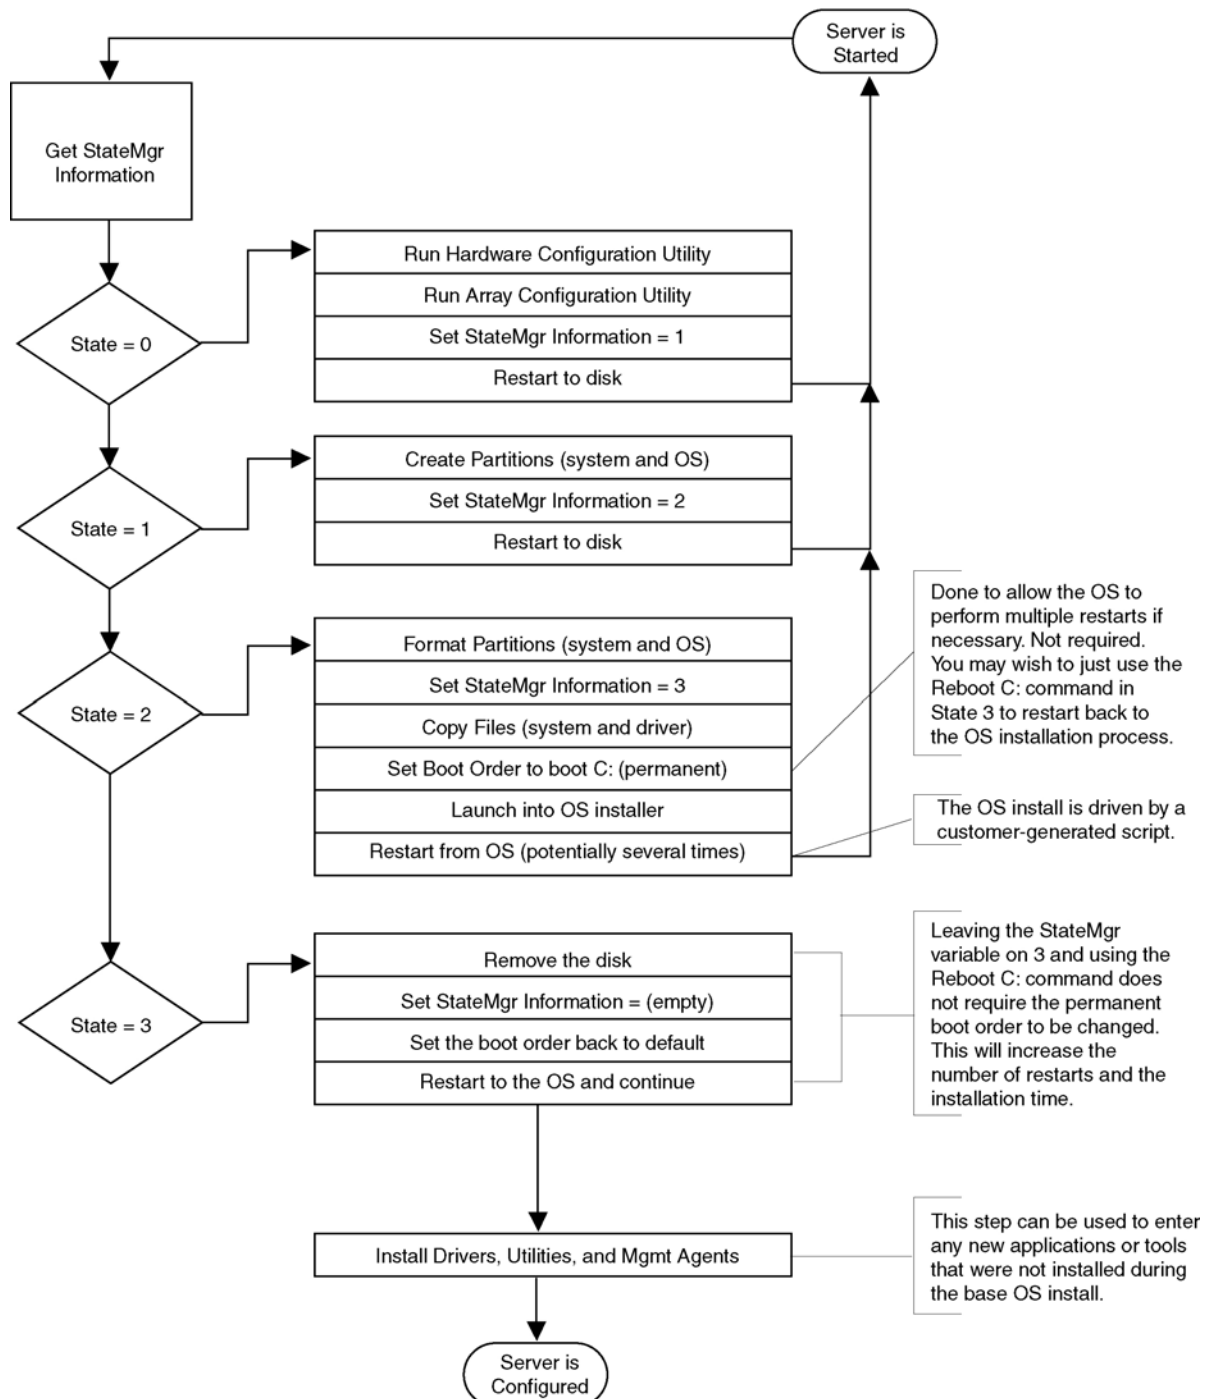 Server is
Started
Get StateMgr
Information
State = 0
Run Hardware Configuration Utility
Run Array Configuration Utility
Set StateMgr Information = 1
Restart to disk
State = 1
Create Partitions (system and OS)
Set StateMgr Information = 2
Restart to disk
State = 2
Format Partitions (system and OS)
Set StateMgr Information = 3
Copy Files (system and driver)
Set Boot Order to boot C: (permanent)
Launch into OS installer
Restart from OS (potentially several times)
Done to allow the OS to
perform multiple restarts if
necessary. Not required.
You may wish to just use the
Reboot C: command in
State 3 to restart back to
the OS installation process.
The OS install is driven by a
customer-generated script.
State = 3
Remove the disk
Set StateMgr Information = (empty)
Set the boot order back to default
Restart to the OS and continue
Leaving the StateMgr
variable on 3 and using the
Reboot C: command does
not require the permanent
boot order to be changed.
This will increase the
number of restarts and the
installation time.
Install Drivers, Utilities, and Mgmt Agents
This step can be used to enter
any new applications or tools
that were not installed during
the base OS install.
Server is
Configured